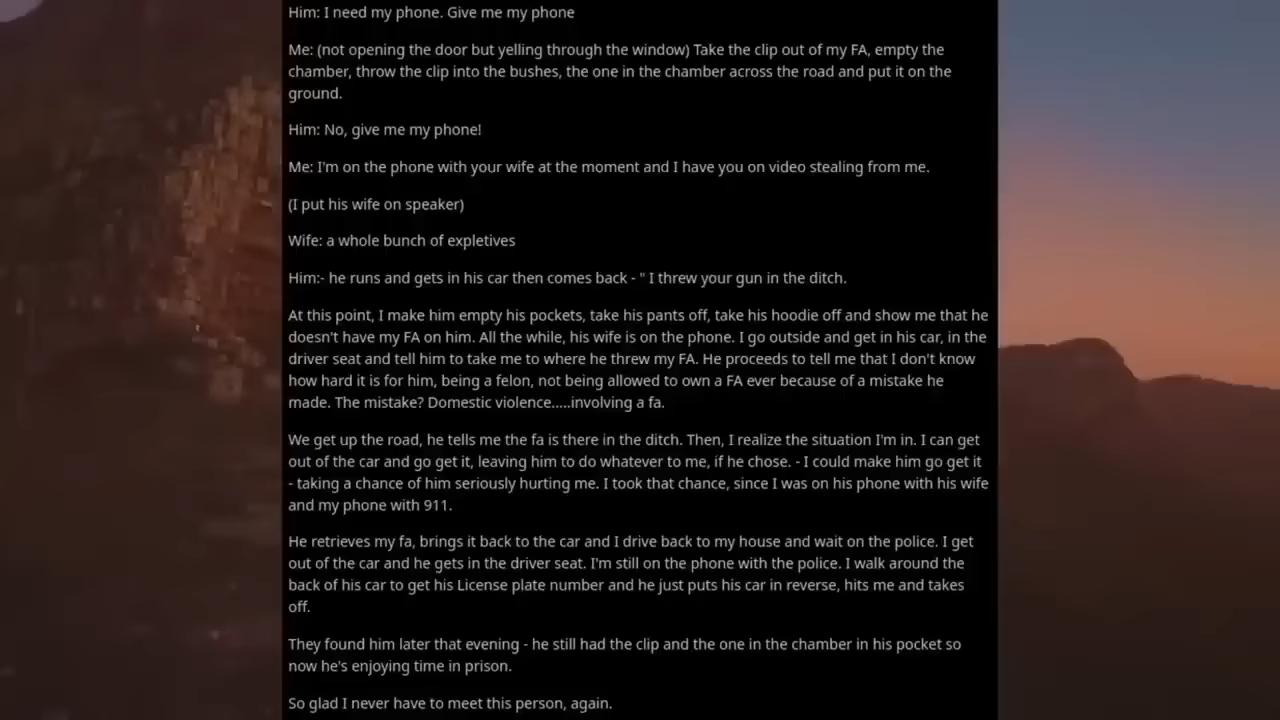 Him: I need my phone. Give me my phone
Me: (not opening the door but yelling through the window) Take the clip out of my FA, empty the
chamber, throw the clip into the bushes, the one in the chamber across the road and put it on the
ground.
Him: No, give me my phone!
Me: I'm on the phone with your wife at the moment and I have you on video stealing from me.
(I put his wife on speaker)
Wife: a whole bunch of expletives
Him:- he runs and gets in his car then comes back - " I threw your gun in the ditch.
At this point, I make him empty his pockets, take his pants off, take his hoodie off and show me that he
doesn't have my FA on him. All the while, his wife is on the phone. I go outside and get in his car, in the
driver seat and tell him to take me to where he threw my FA. He proceeds to tell me that I don't know
how hard it is for him, being a felon, not being allowed to own a FA ever because of a mistake he
made. The mistake? Domestic violence.....involving a fa.
We get up the road, he tells me the fa is there in the ditch. Then, I realize the situation I'm in. I can get
out of the car and go get it, leaving him to do whatever to me, if he chose. - I could make him go get it
- taking a chance of him seriously hurting me. I took that chance, since I was on his phone with his wife
and my phone with 911.
He retrieves my fa, brings it back to the car and I drive back to my house and wait on the police. I get
out of the car and he gets in the driver seat. I'm still on the phone with the police. I walk around the
back of his car to get his License plate number and he just puts his car in reverse, hits me and takes
off.
They found him later that evening - he still had the clip and the one in the chamber in his pocket so
now he's enjoying time in prison.
So glad I never have to meet this person, again.